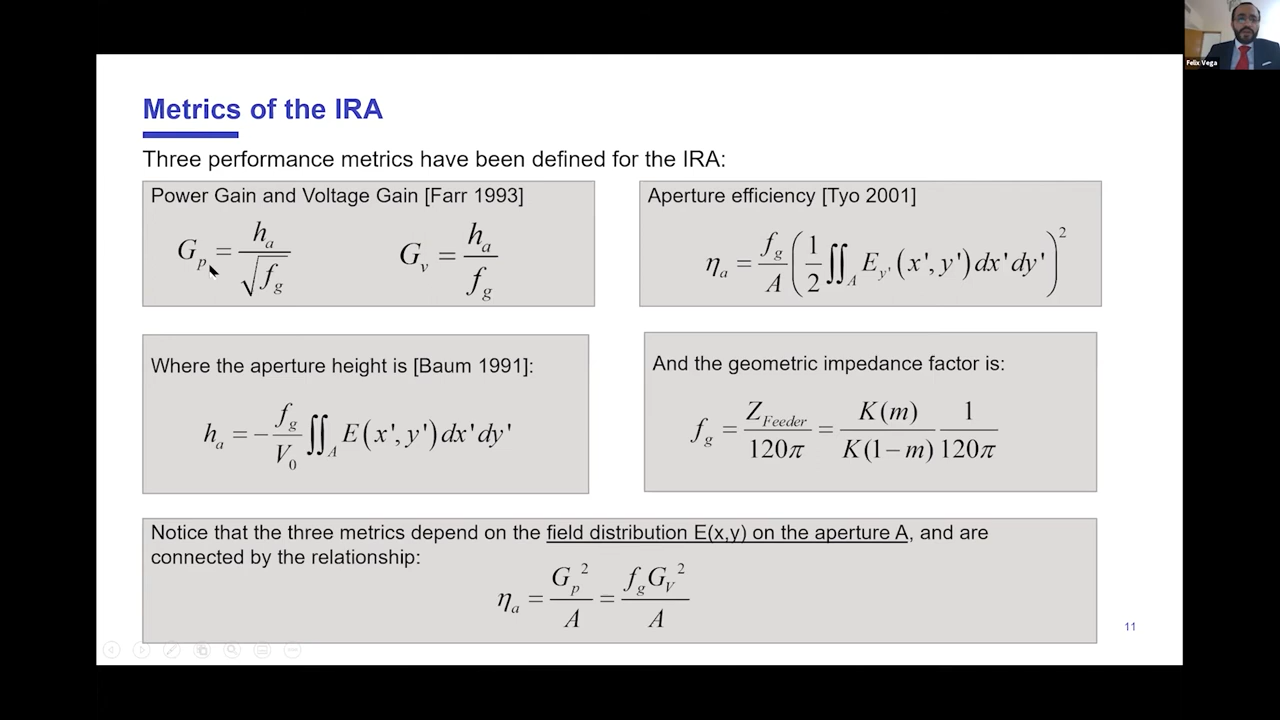 Felix Vega
Metrics of the IRA
Three performance metrics have been defined for the IRA:
Power Gain and Voltage Gain [Farr 1993]
G_p = h_a / √f_g    G_v = h_a / f_g
Aperture efficiency [Tyo 2001]
η_a = f_g / A ( 1/2 ∬_A E_y' (x', y') dx' dy' )^2
Where the aperture height is [Baum 1991]:
h_a = − f_g / V_0 ∬_A E(x', y') dx' dy'
And the geometric impedance factor is:
f_g = Z_Feeder / 120π = K(m) / K(1−m) 1 / 120π
Notice that the three metrics depend on the field distribution E(x,y) on the aperture A, and are
connected by the relationship:
η_a = G_p^2 / A = f_g G_V^2 / A
11